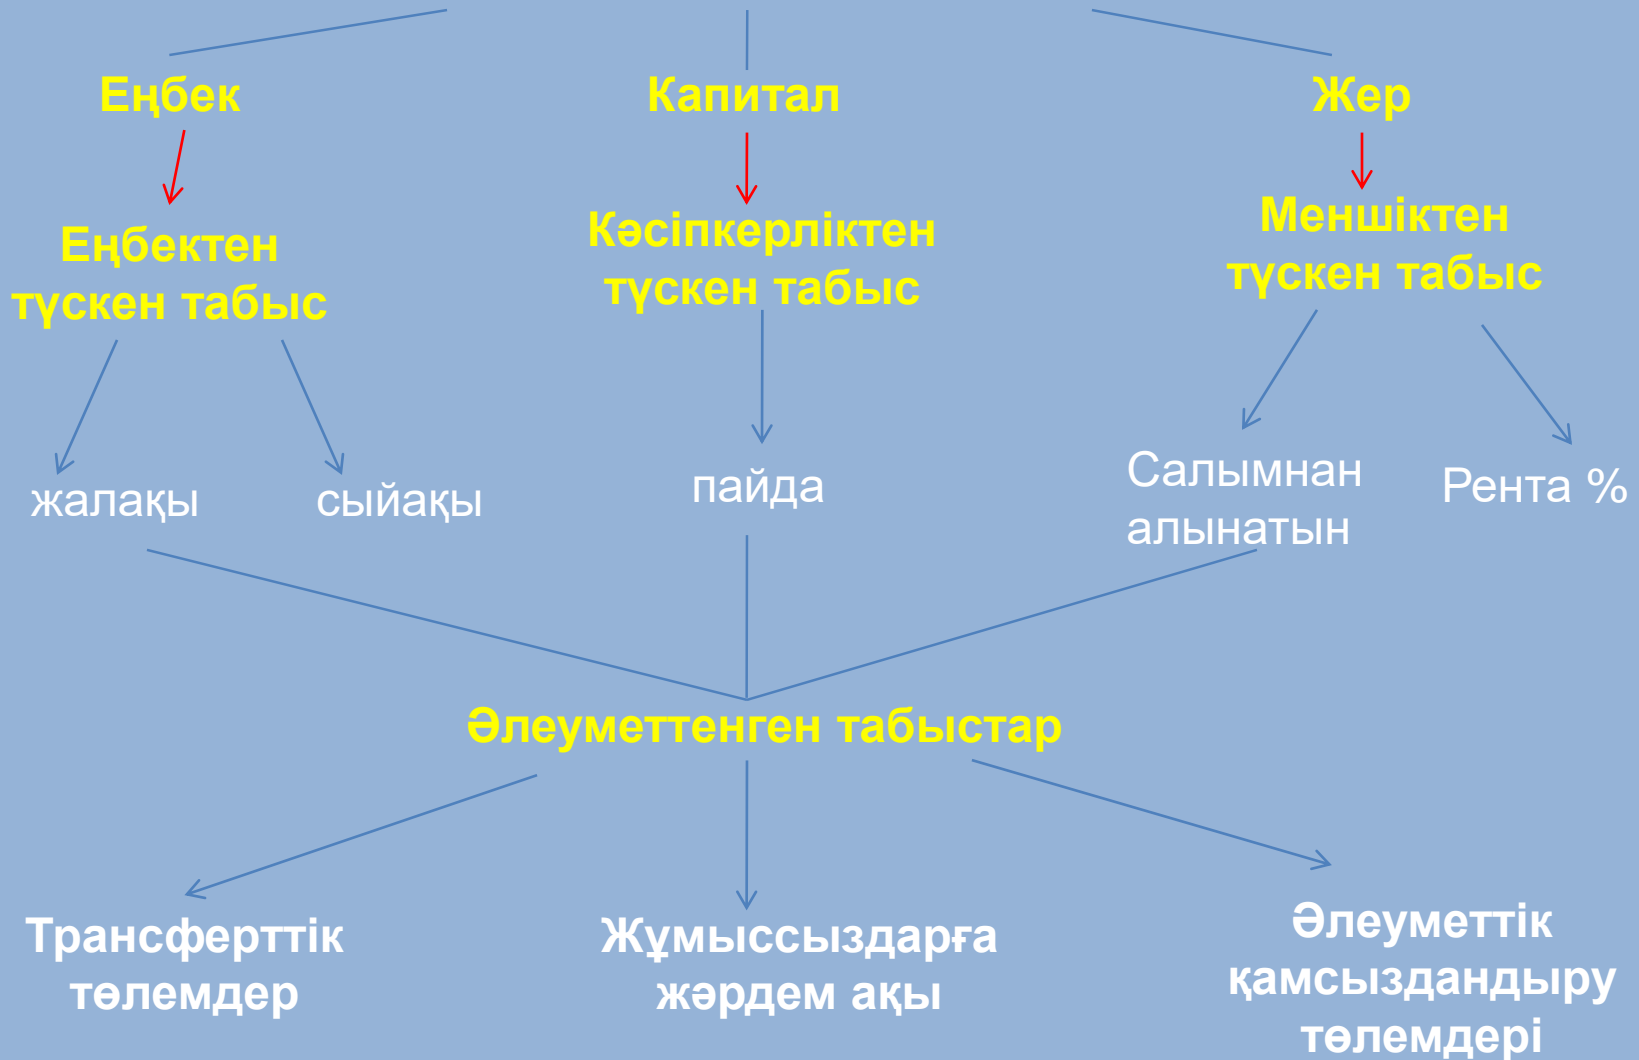 Еңбек
Капитал
Жер
Еңбектен
түскен табыс
Кәсіпкерліктен
түскен табыс
Меншіктен
түскен табыс
жалақы
сыйақы
пайда
Салымнан
алынатын
Рента %
Әлеуметтенген табыстар
Трансферттік
төлемдер
Жұмыссыздарға
жәрдем ақы
Әлеуметтік
қамсыздандыру
төлемдері